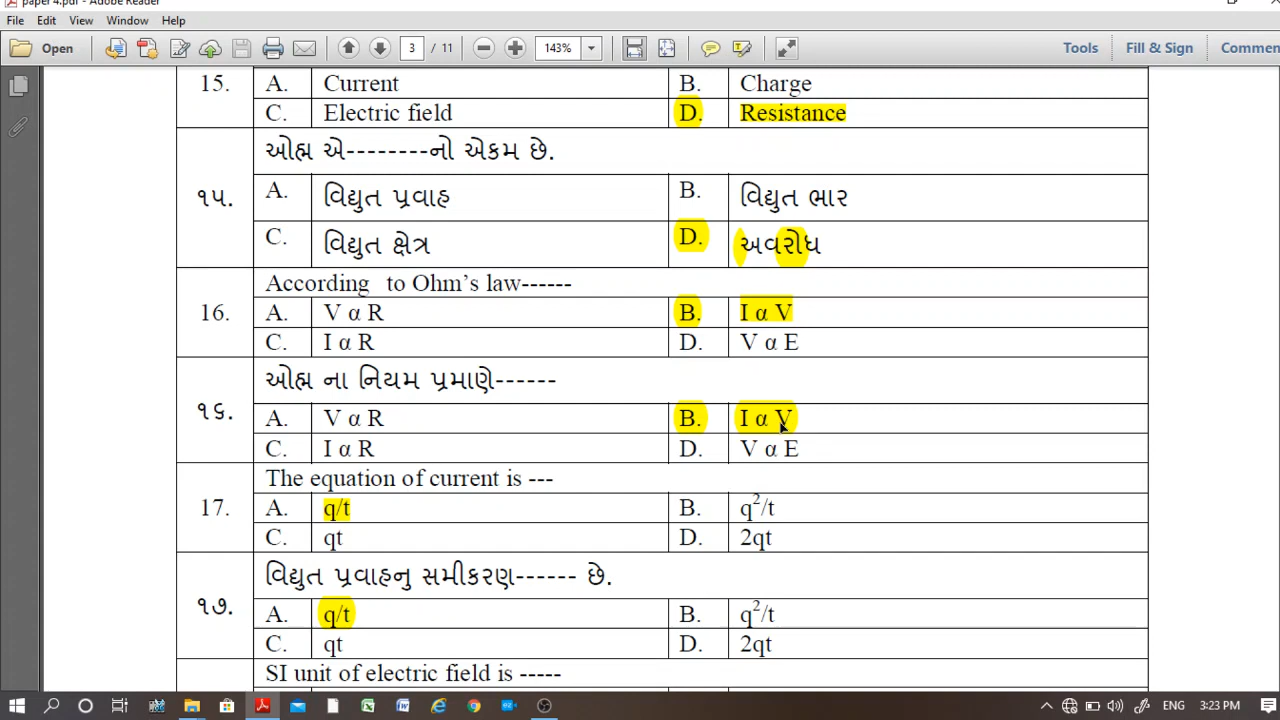 paper 4.pdf - Adobe Reader
File Edit View Window Help
Open 3 / 11 143% Tools Fill & Sign Commen
15. A. Current B. Charge
C. Electric field D. Resistance
ઓહ્મ એ--------નો એકમ છે.
૧૫. A. વિદ્યુત પ્રવાહ B. વિદ્યુત ભાર
C. વિદ્યુત ક્ષેત્ર D. અવરોધ
According to Ohm’s law------
16. A. V α R B. I α V
C. I α R D. V α E
ઓહ્મ ના નિયમ પ્રમાણે------
૧૬. A. V α R B. I α V
C. I α R D. V α E
The equation of current is ---
17. A. q/t B. q²/t
C. qt D. 2qt
વિદ્યુત પ્રવાહનુ સમીકરણ------ છે.
૧૭. A. q/t B. q²/t
C. qt D. 2qt
SI unit of electric field is -----
ENG 3:23 PM